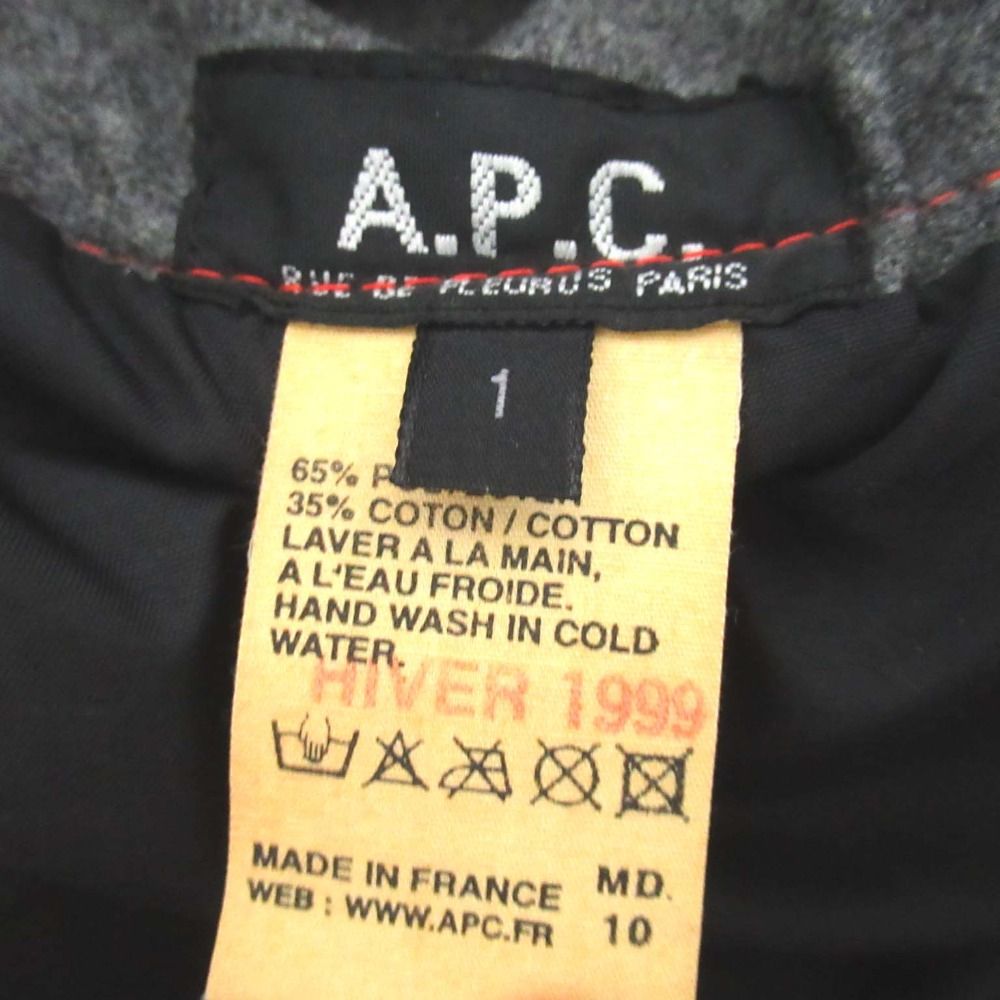 A.P.C.
RUE DE FLEURUS PARIS
1
65%
35% COTON / COTTON
LAVER A LA MAIN,
A L'EAU FROIDE.
HAND WASH IN COLD
WATER.
HIVER 1999
MADE IN FRANCE MD.
WEB : WWW.APC.FR 10